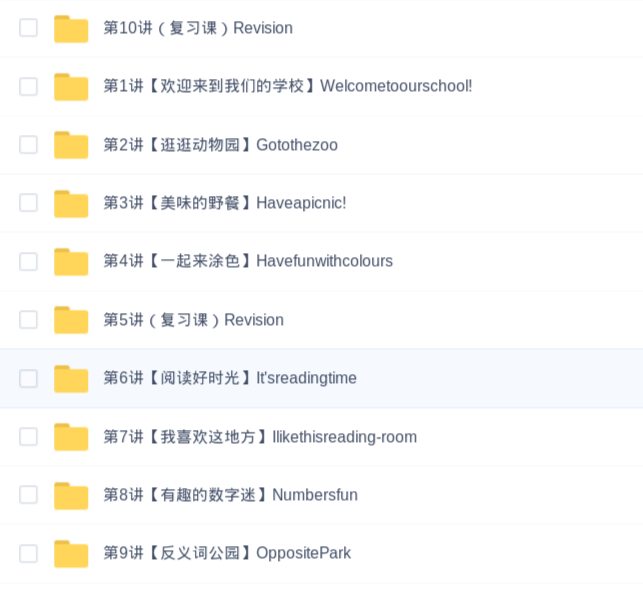 第10讲（复习课）Revision
第1讲【欢迎来到我们的学校】Welcometoourschool!
第2讲【逛逛动物园】Gotothezoo
第3讲【美味的野餐】Haveapicnic!
第4讲【一起来涂色】Havefunwithcolours
第5讲（复习课）Revision
第6讲【阅读好时光】It'sreadingtime
第7讲【我喜欢这地方】Ilikethisreading-room
第8讲【有趣的数字迷】Numbersfun
第9讲【反义词公园】OppositePark